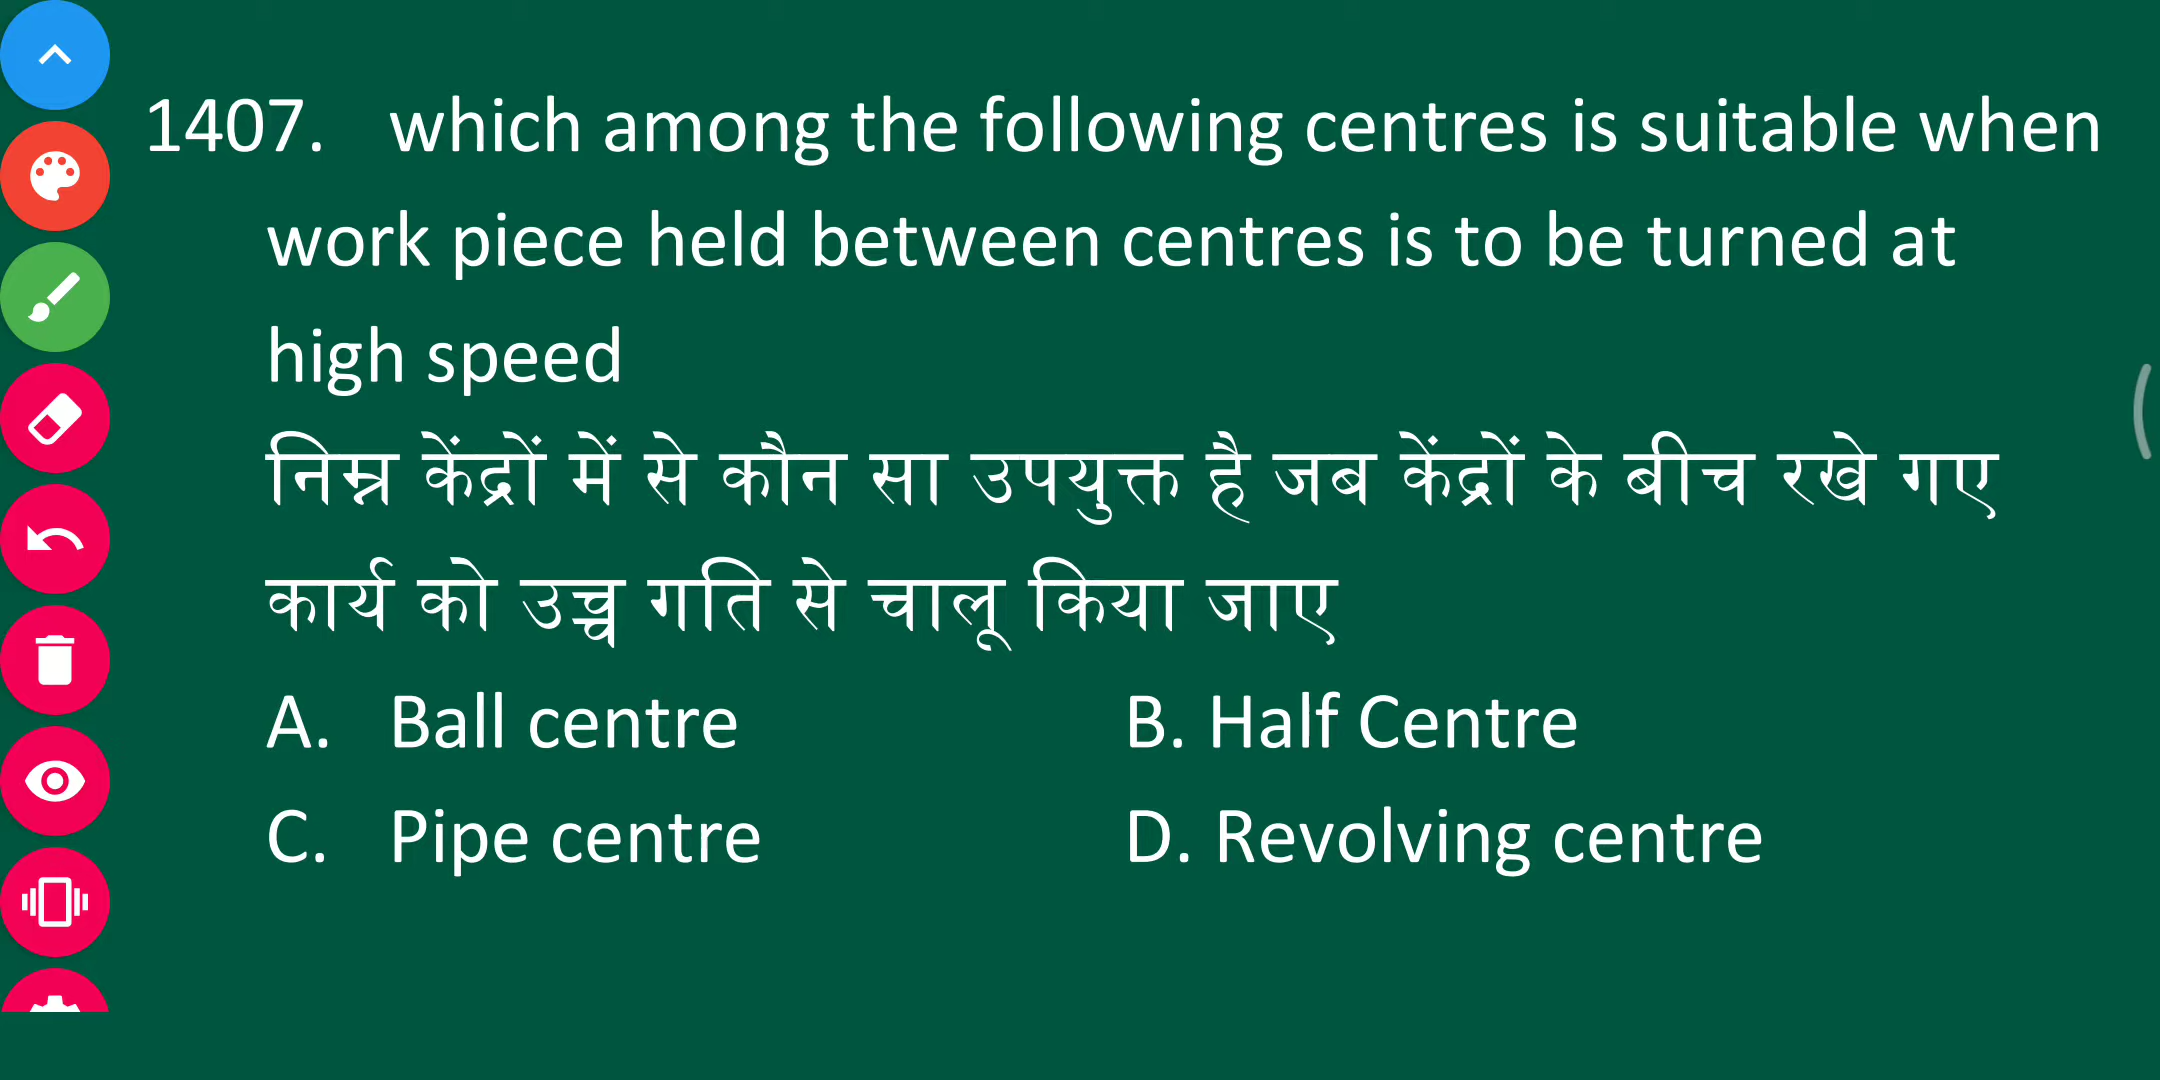 1407. which among the following centres is suitable when
work piece held between centres is to be turned at
high speed
निम्न केंद्रों में से कौन सा उपयुक्त है जब केंद्रों के बीच रखे गए
कार्य को उच्च गति से चालू किया जाए
A. Ball centre B. Half Centre
C. Pipe centre D. Revolving centre